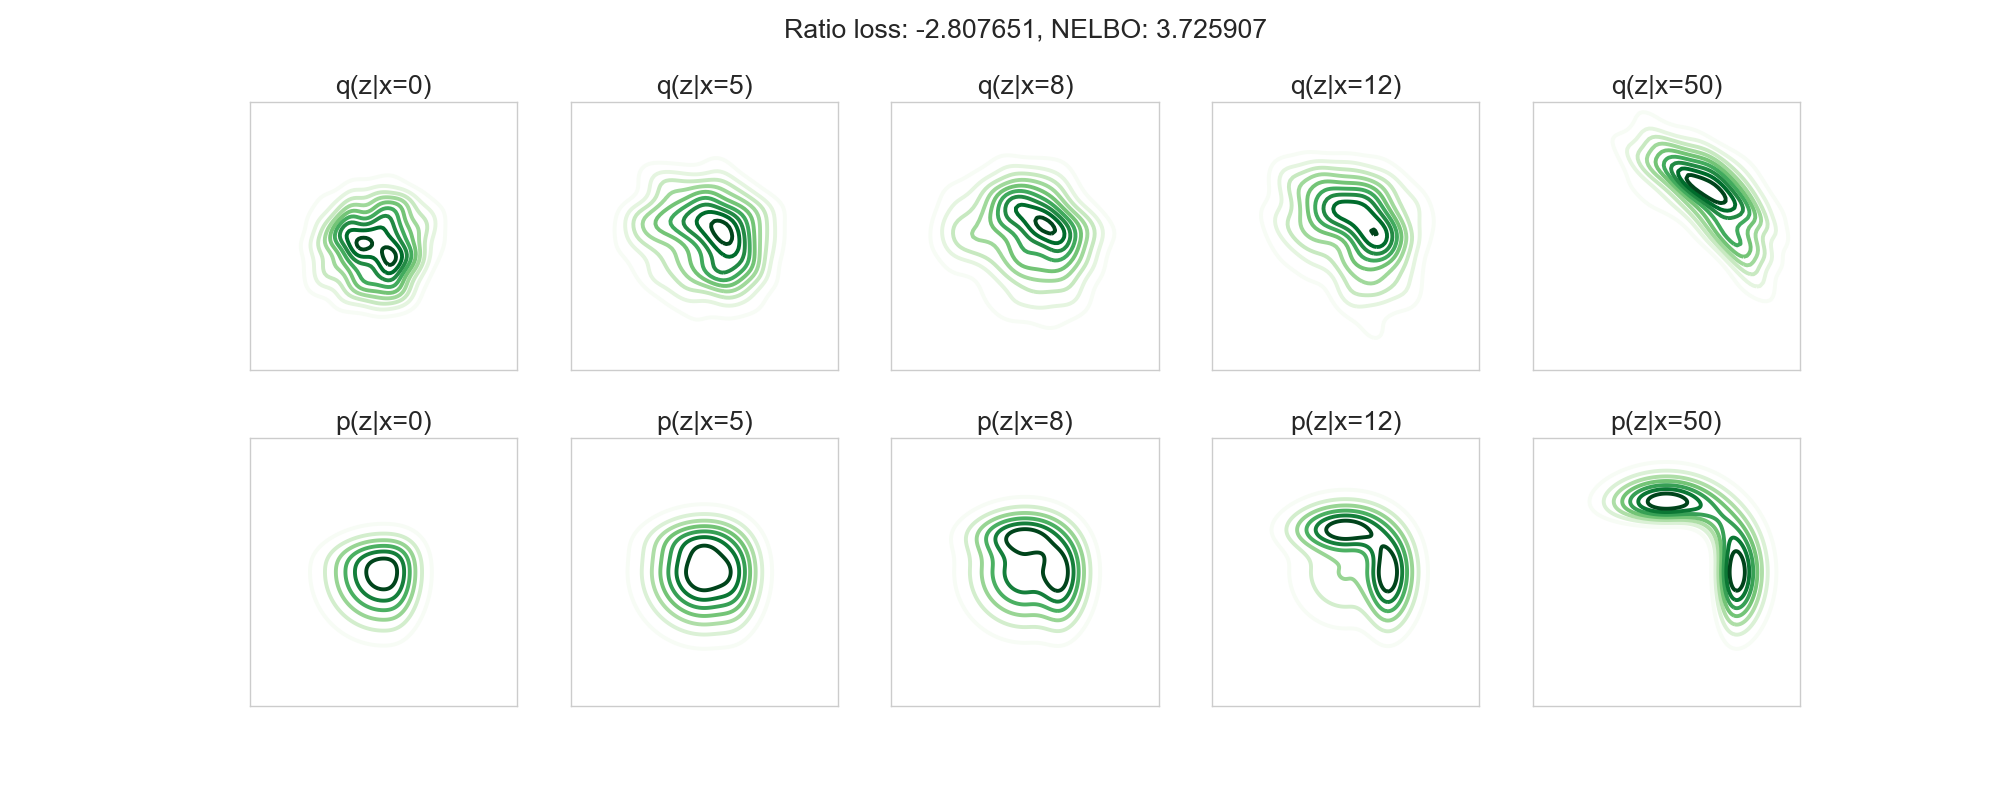 Ratio loss: -2.807651, NELBO: 3.725907
q(z|x=0)
q(z|x=5)
q(z|x=8)
q(z|x=12)
q(z|x=50)
p(z|x=0)
p(z|x=5)
p(z|x=8)
p(z|x=12)
p(z|x=50)